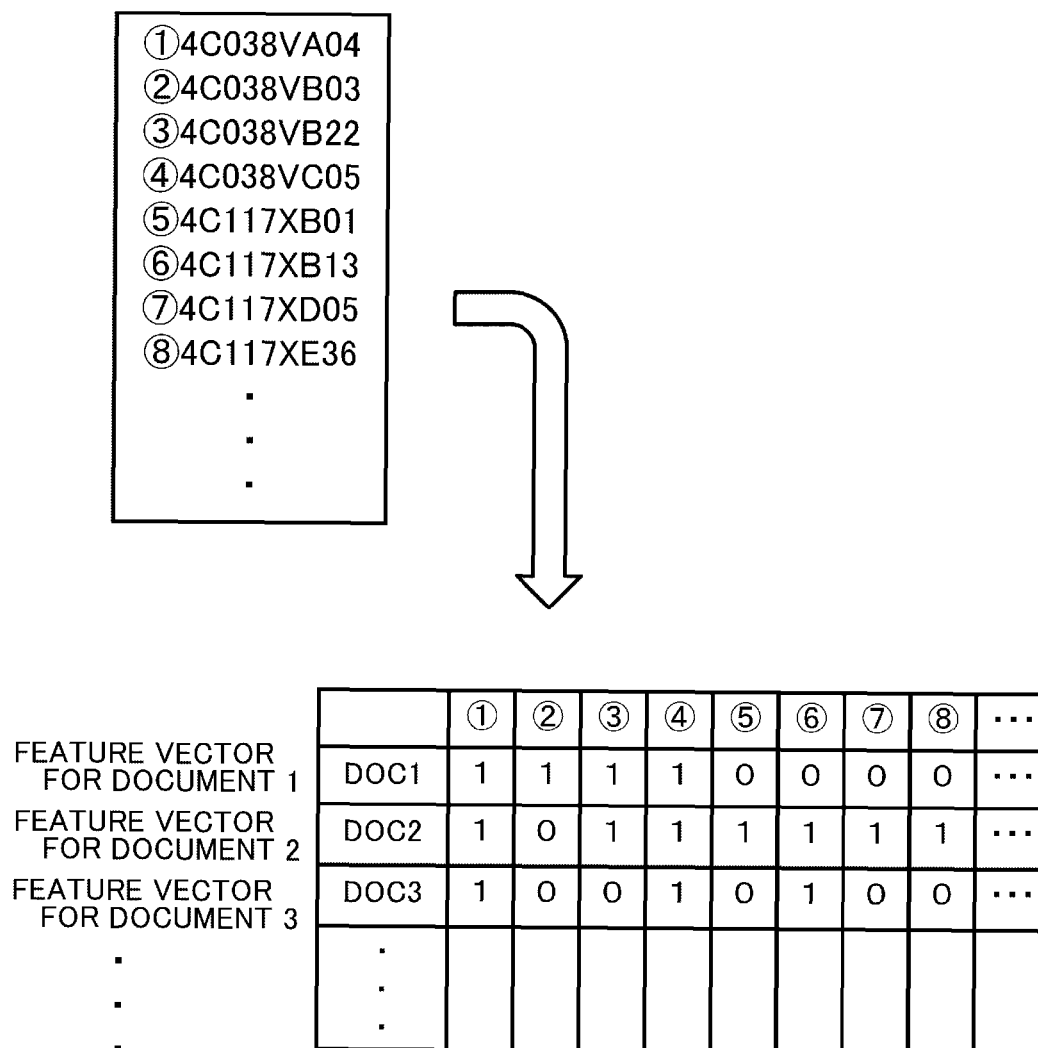 ①4C038VA04
②4C038VB03
③4C038VB22
④4C038VC05
⑤4C117XB01
⑥4C117XB13
⑦4C117XD05
⑧4C117XE36
① ② ③ ④ ⑤ ⑥ ⑦ ⑧ ···
FEATURE VECTOR
FOR DOCUMENT 1
DOC1 1 1 1 1 0 0 0 0 ···
FEATURE VECTOR
FOR DOCUMENT 2
DOC2 1 0 1 1 1 1 1 1 ···
FEATURE VECTOR
FOR DOCUMENT 3
DOC3 1 0 0 1 0 1 0 0 ···